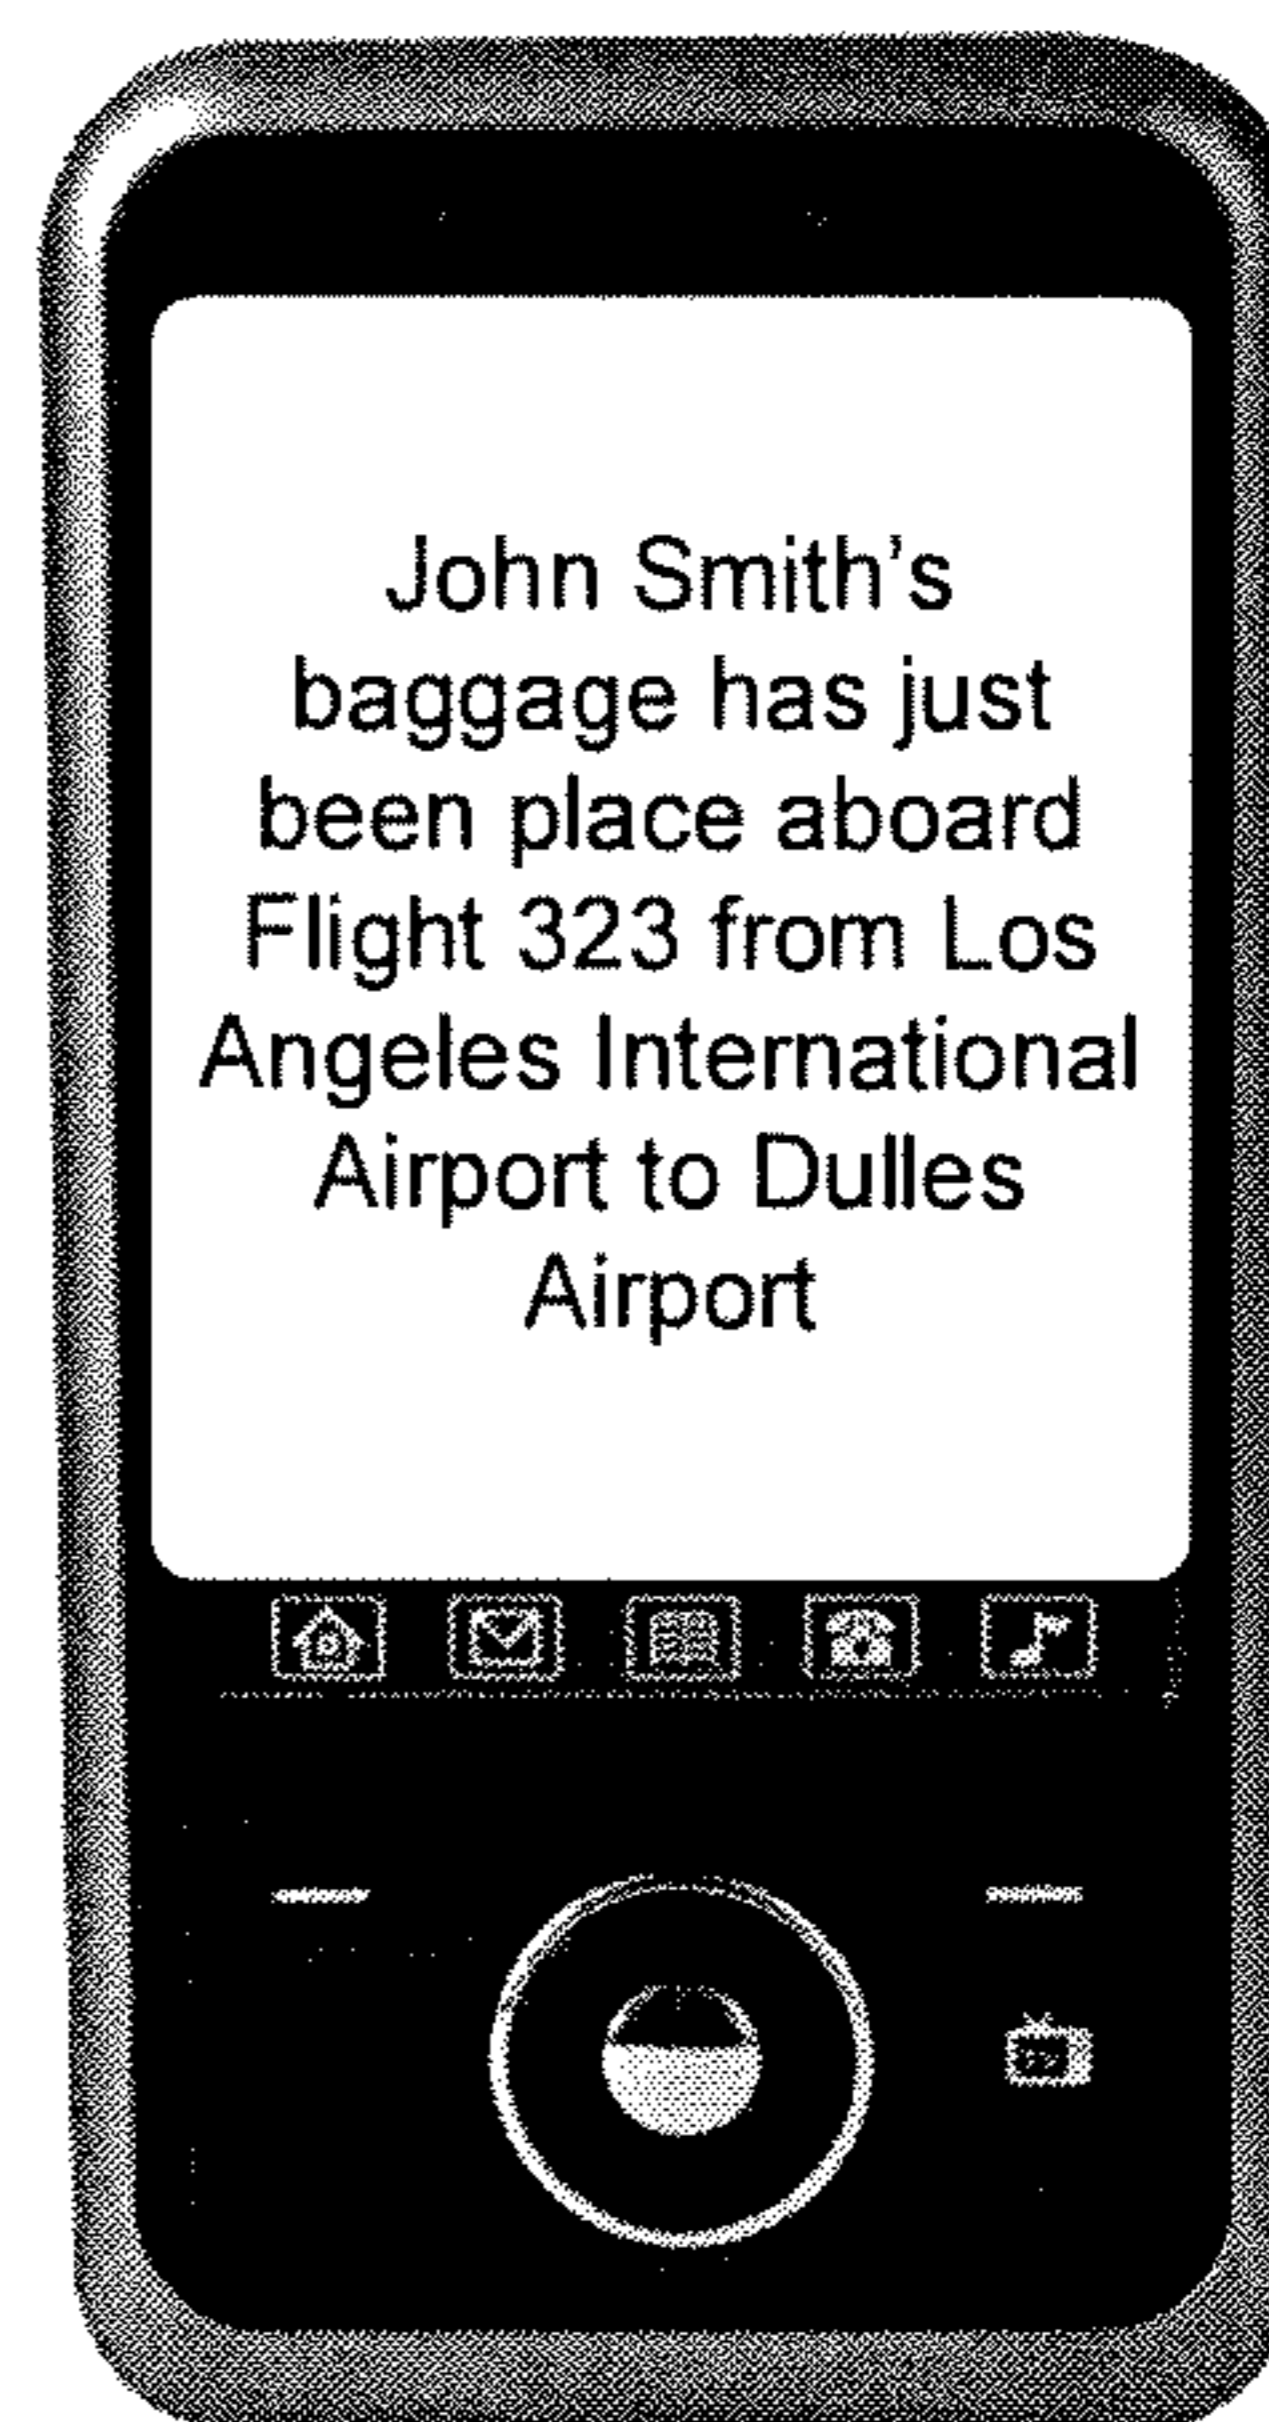 John Smith's
baggage has just
been place aboard
Flight 323 from Los
Angeles International
Airport to Dulles
Airport